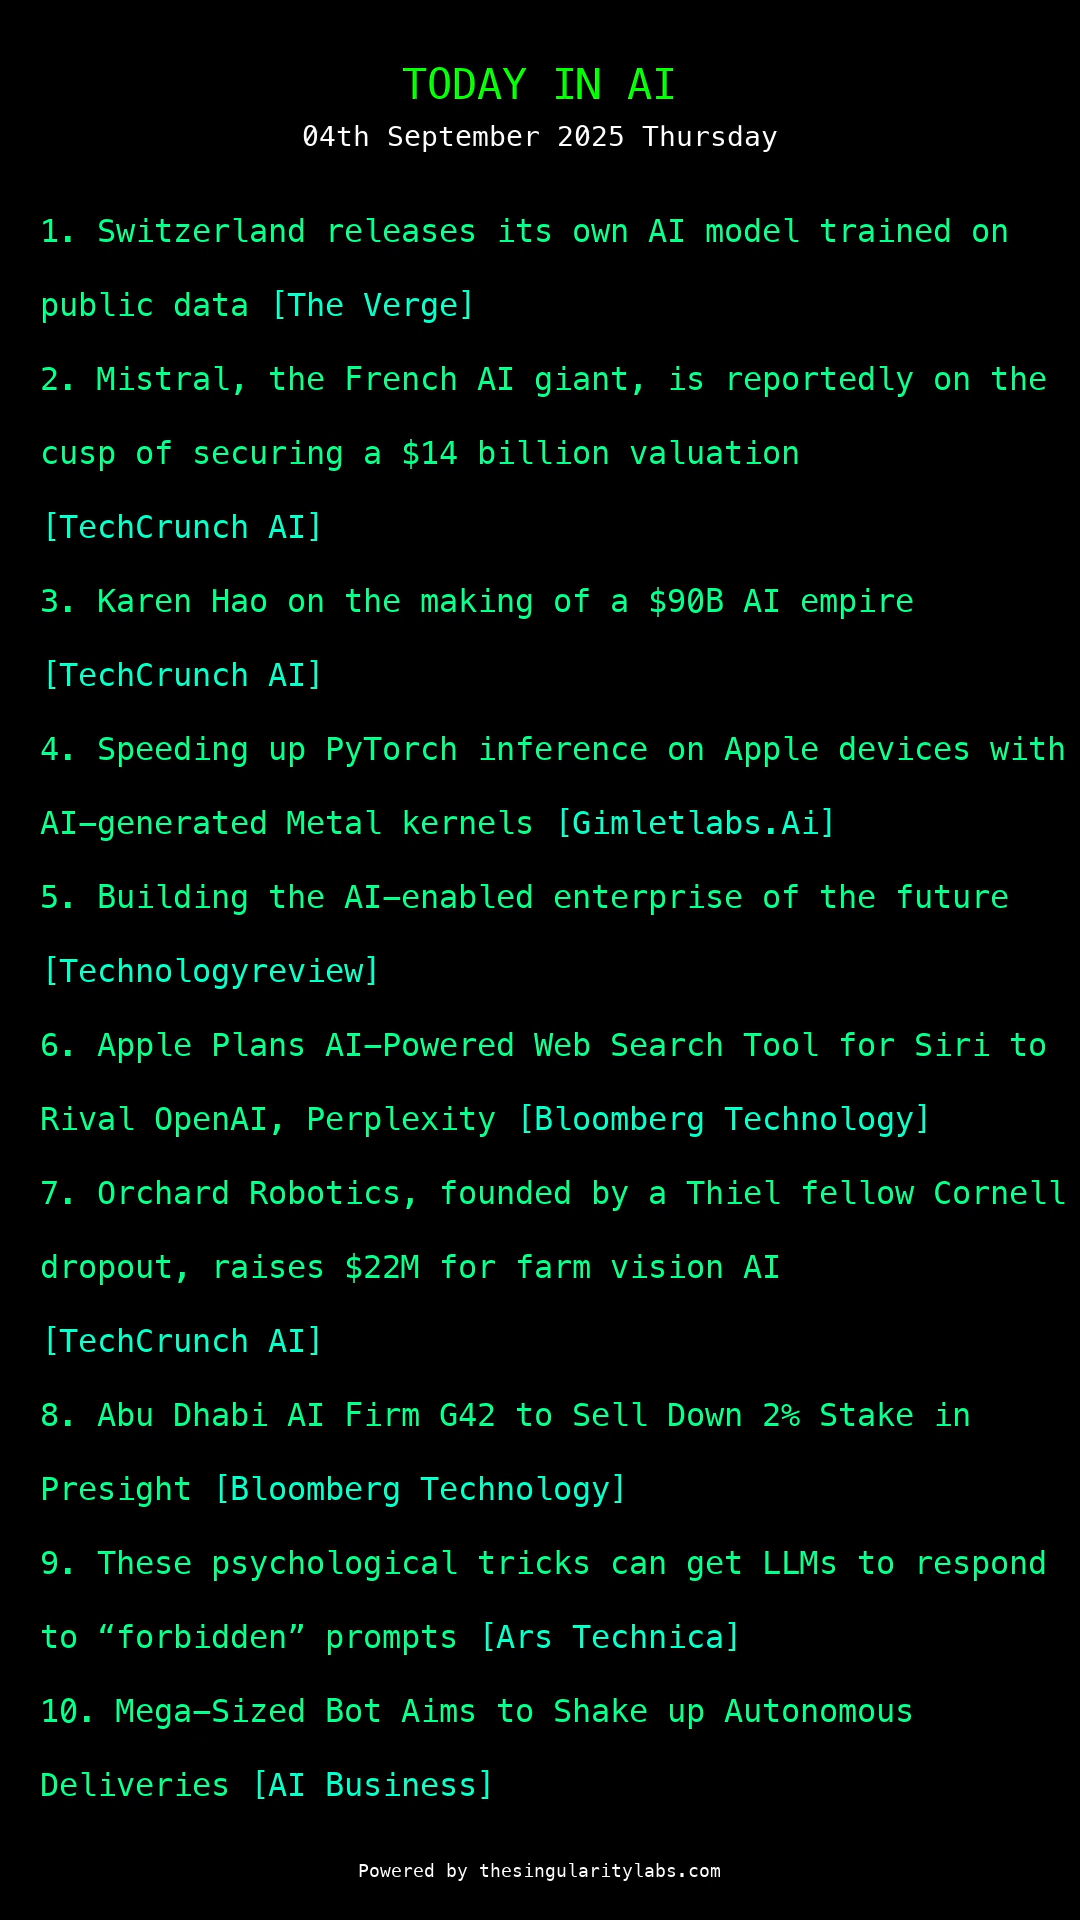 TODAY IN AI
04th September 2025 Thursday
1. Switzerland releases its own AI model trained on
public data [The Verge]
2. Mistral, the French AI giant, is reportedly on the
cusp of securing a $14 billion valuation
[TechCrunch AI]
3. Karen Hao on the making of a $90B AI empire
[TechCrunch AI]
4. Speeding up PyTorch inference on Apple devices with
AI-generated Metal kernels [Gimletlabs.Ai]
5. Building the AI-enabled enterprise of the future
[Technologyreview]
6. Apple Plans AI-Powered Web Search Tool for Siri to
Rival OpenAI, Perplexity [Bloomberg Technology]
7. Orchard Robotics, founded by a Thiel fellow Cornell
dropout, raises $22M for farm vision AI
[TechCrunch AI]
8. Abu Dhabi AI Firm G42 to Sell Down 2% Stake in
Presight [Bloomberg Technology]
9. These psychological tricks can get LLMs to respond
to “forbidden” prompts [Ars Technica]
10. Mega-Sized Bot Aims to Shake up Autonomous
Deliveries [AI Business]
Powered by thesingularitylabs.com